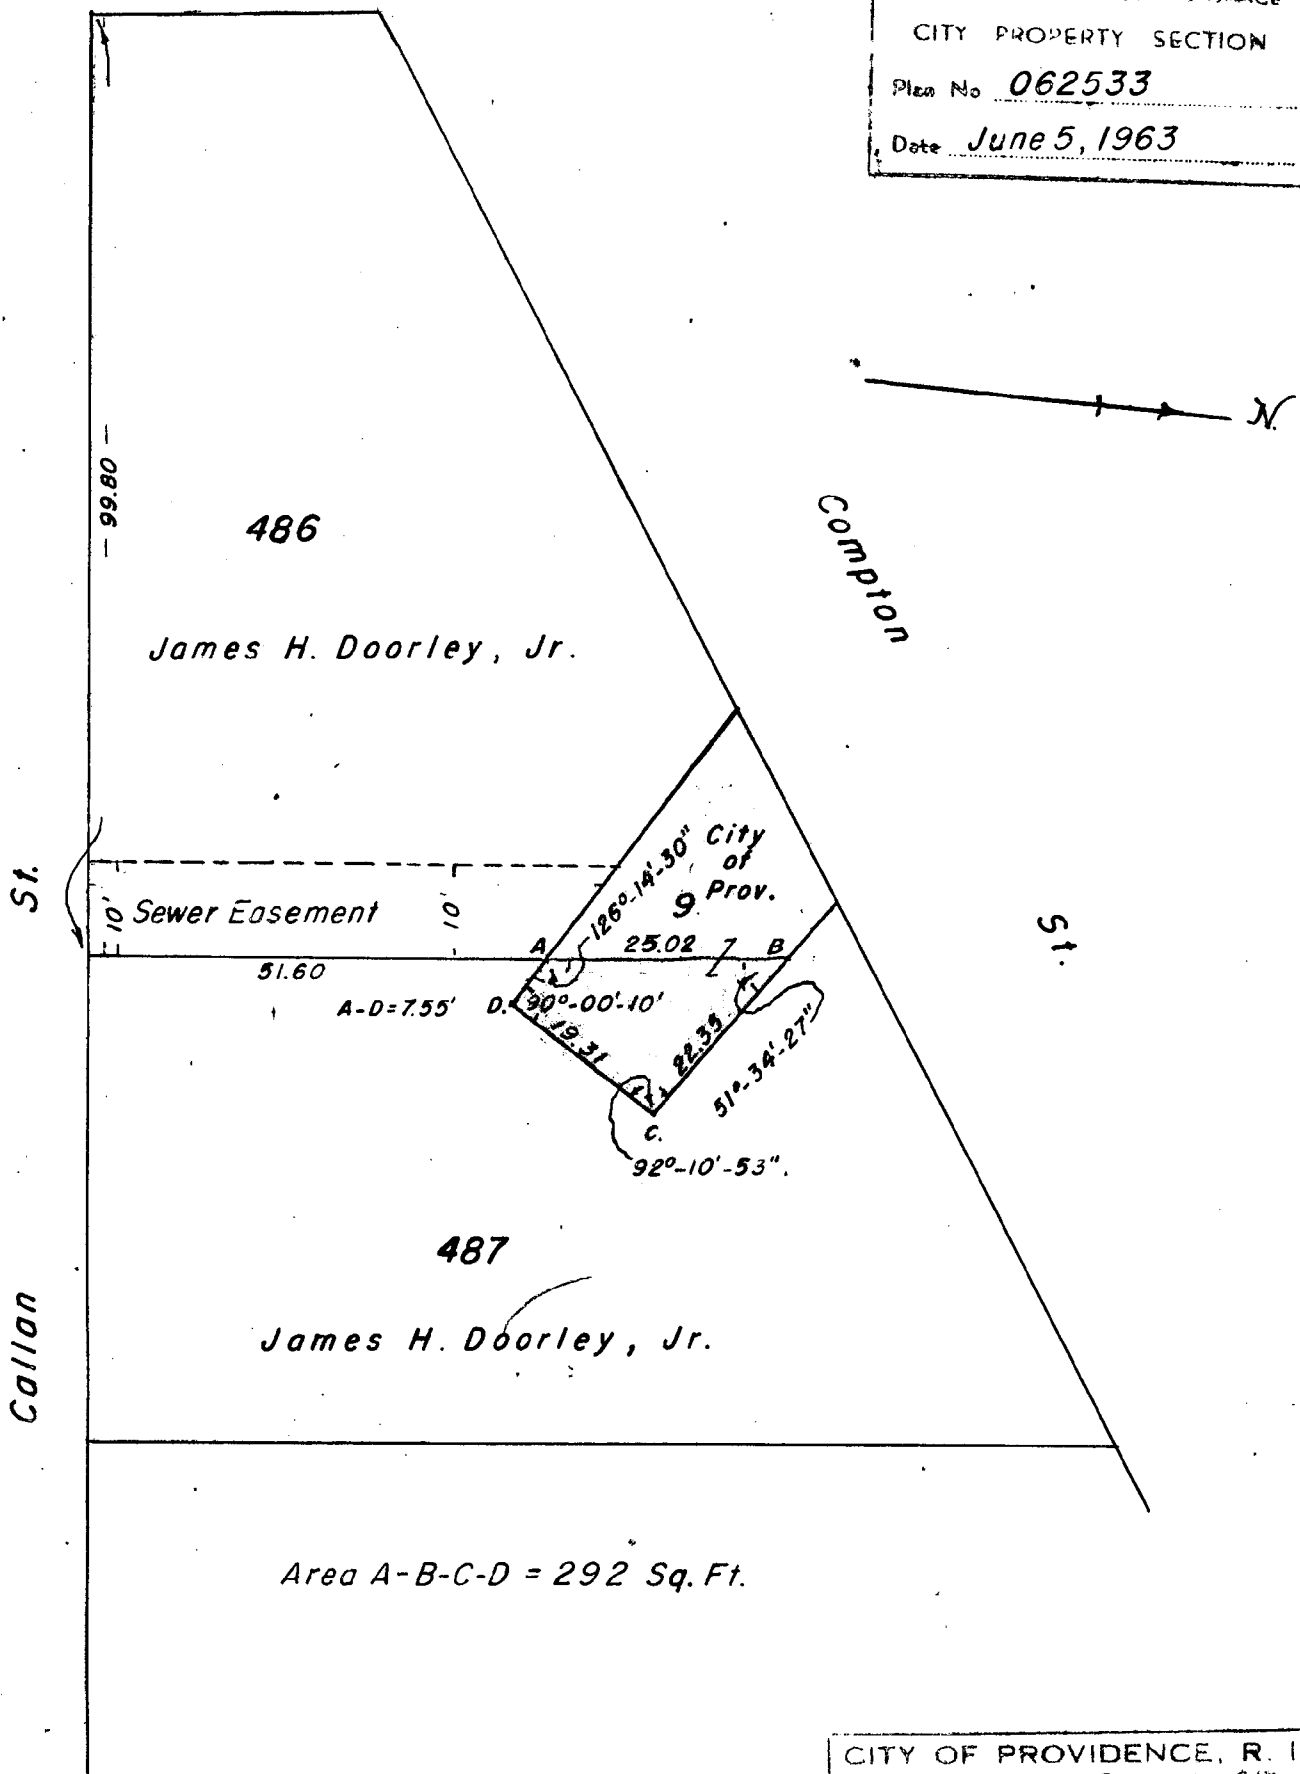 CITY PROPERTY SECTION
Plan No 062533
Date June 5, 1963
N.
- 99.80 -
486
James H. Doorley, Jr.
Compton
St.
City
of
Prov.
9
126°-14'-30"
10'
Sewer Easement
10'
St.
A
25.02
7
B
51.60
A-D=7.55'
D.
90°-00'-10'
19.31
22.35
51°-34'-27"
C.
92°-10'-53".
487
James H. Doorley, Jr.
Callan
Area A-B-C-D = 292 Sq. Ft.
CITY OF PROVIDENCE, R. I